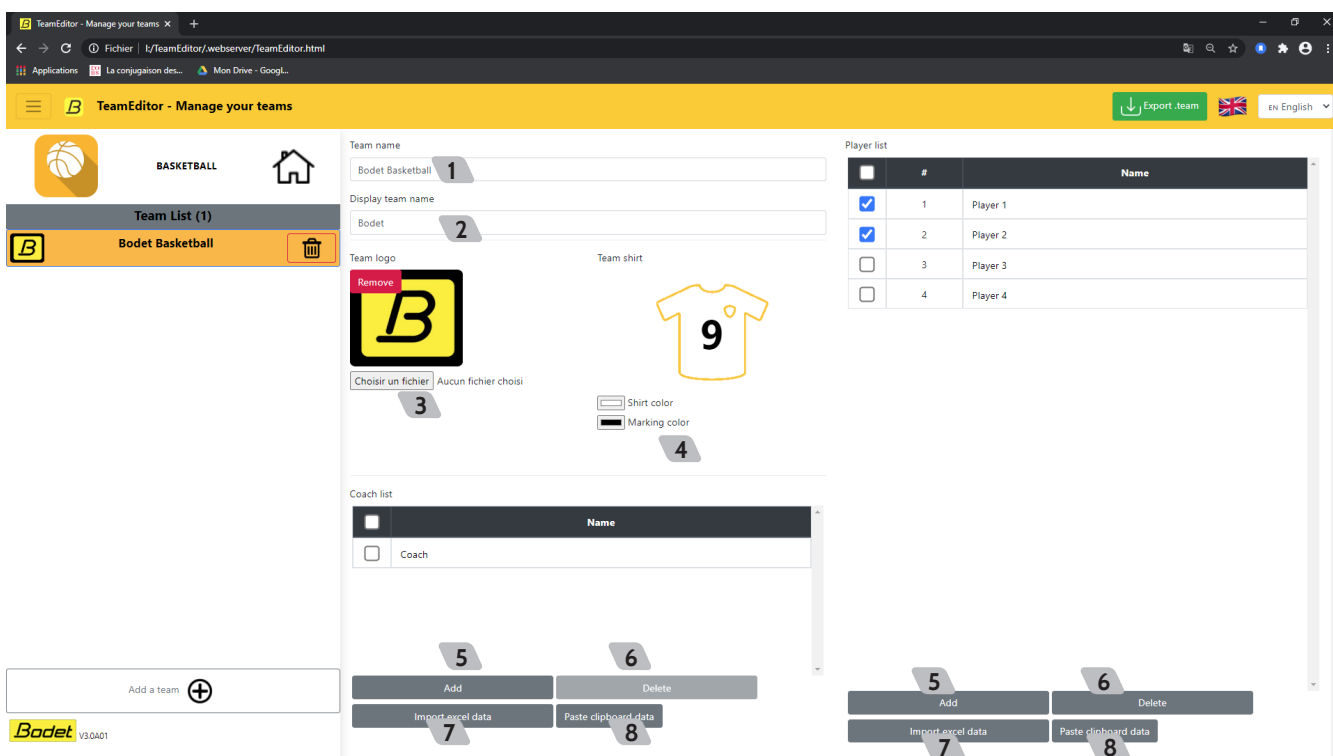 TeamEditor - Manage your teams
Fichier I:/TeamEditor/.webserver/TeamEditor.html
Applications La conjugaison des... Mon Drive - Googl...
B TeamEditor - Manage your teams
Export .team
EN English
BASKETBALL
Team List (1)
B Bodet Basketball
Add a team
Bodet V3.0A01
Team name
Bodet Basketball 1
Display team name
Bodet 2
Team logo
Remove
B
Choisir un fichier Aucun fichier choisi
3
Team shirt
9
Shirt color
Marking color
4
Coach list
Name
Coach
5 6
Add Delete
Import excel data Paste clipboard data
7 8
Player list
# Name
1 Player 1
2 Player 2
3 Player 3
4 Player 4
5 6
Add Delete
Import excel data Paste clipboard data
7 8